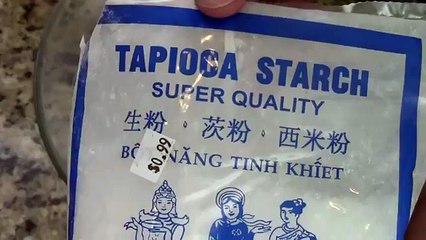 TAPIOCA STARCH
SUPER QUALITY
生粉 · 茨粉 · 西米粉
NĂNG TINH KHIẾT
$0.99